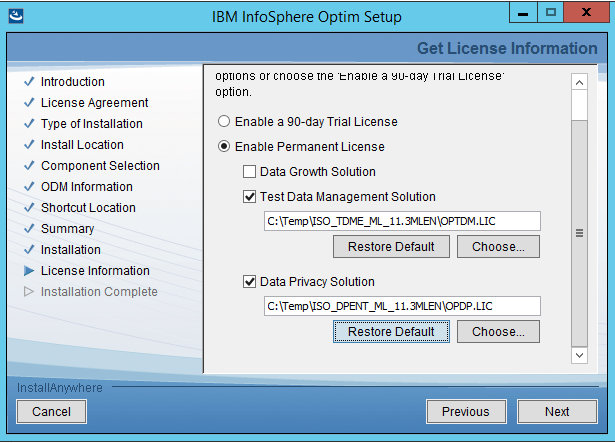 IBM InfoSphere Optim Setup
Get License Information
Introduction
License Agreement
Type of Installation
Install Location
Component Selection
ODM Information
Shortcut Location
Summary
Installation
License Information
Installation Complete
options or choose the 'Enable a 90-day Trial License'
option.
Enable a 90-day Trial License
Enable Permanent License
Data Growth Solution
Test Data Management Solution
C:\Temp\ISO_TDME_ML_11.3MLEN\OPTDM.LIC
Restore Default
Choose...
Data Privacy Solution
C:\Temp\ISO_DPENT_ML_11.3MLEN\OPDP.LIC
Restore Default
Choose...
InstallAnywhere
Cancel
Previous
Next